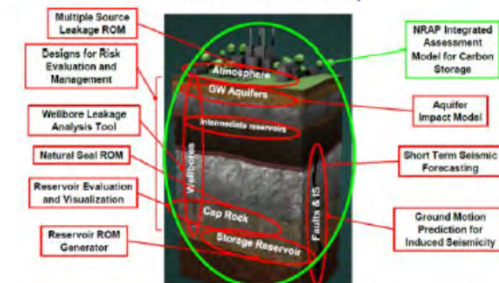 Multiple Source
Leakage ROM
Designs for Risk
Evaluation and
Management
Wellbore Leakage
Analysis Tool
Natural Seal ROM
Reservoir Evaluation
and Visualization
Reservoir ROM
Generator
Atmosphere
GW Aquifers
Intermediate reservoirs
Wellbores
Cap Rock
Storage Reservoir
Faults & IS
NRAP Integrated
Assessment
Model for Carbon
Storage
Aquifer
Impact Model
Short Term Seismic
Forecasting
Ground Motion
Prediction for
Induced Seismicity